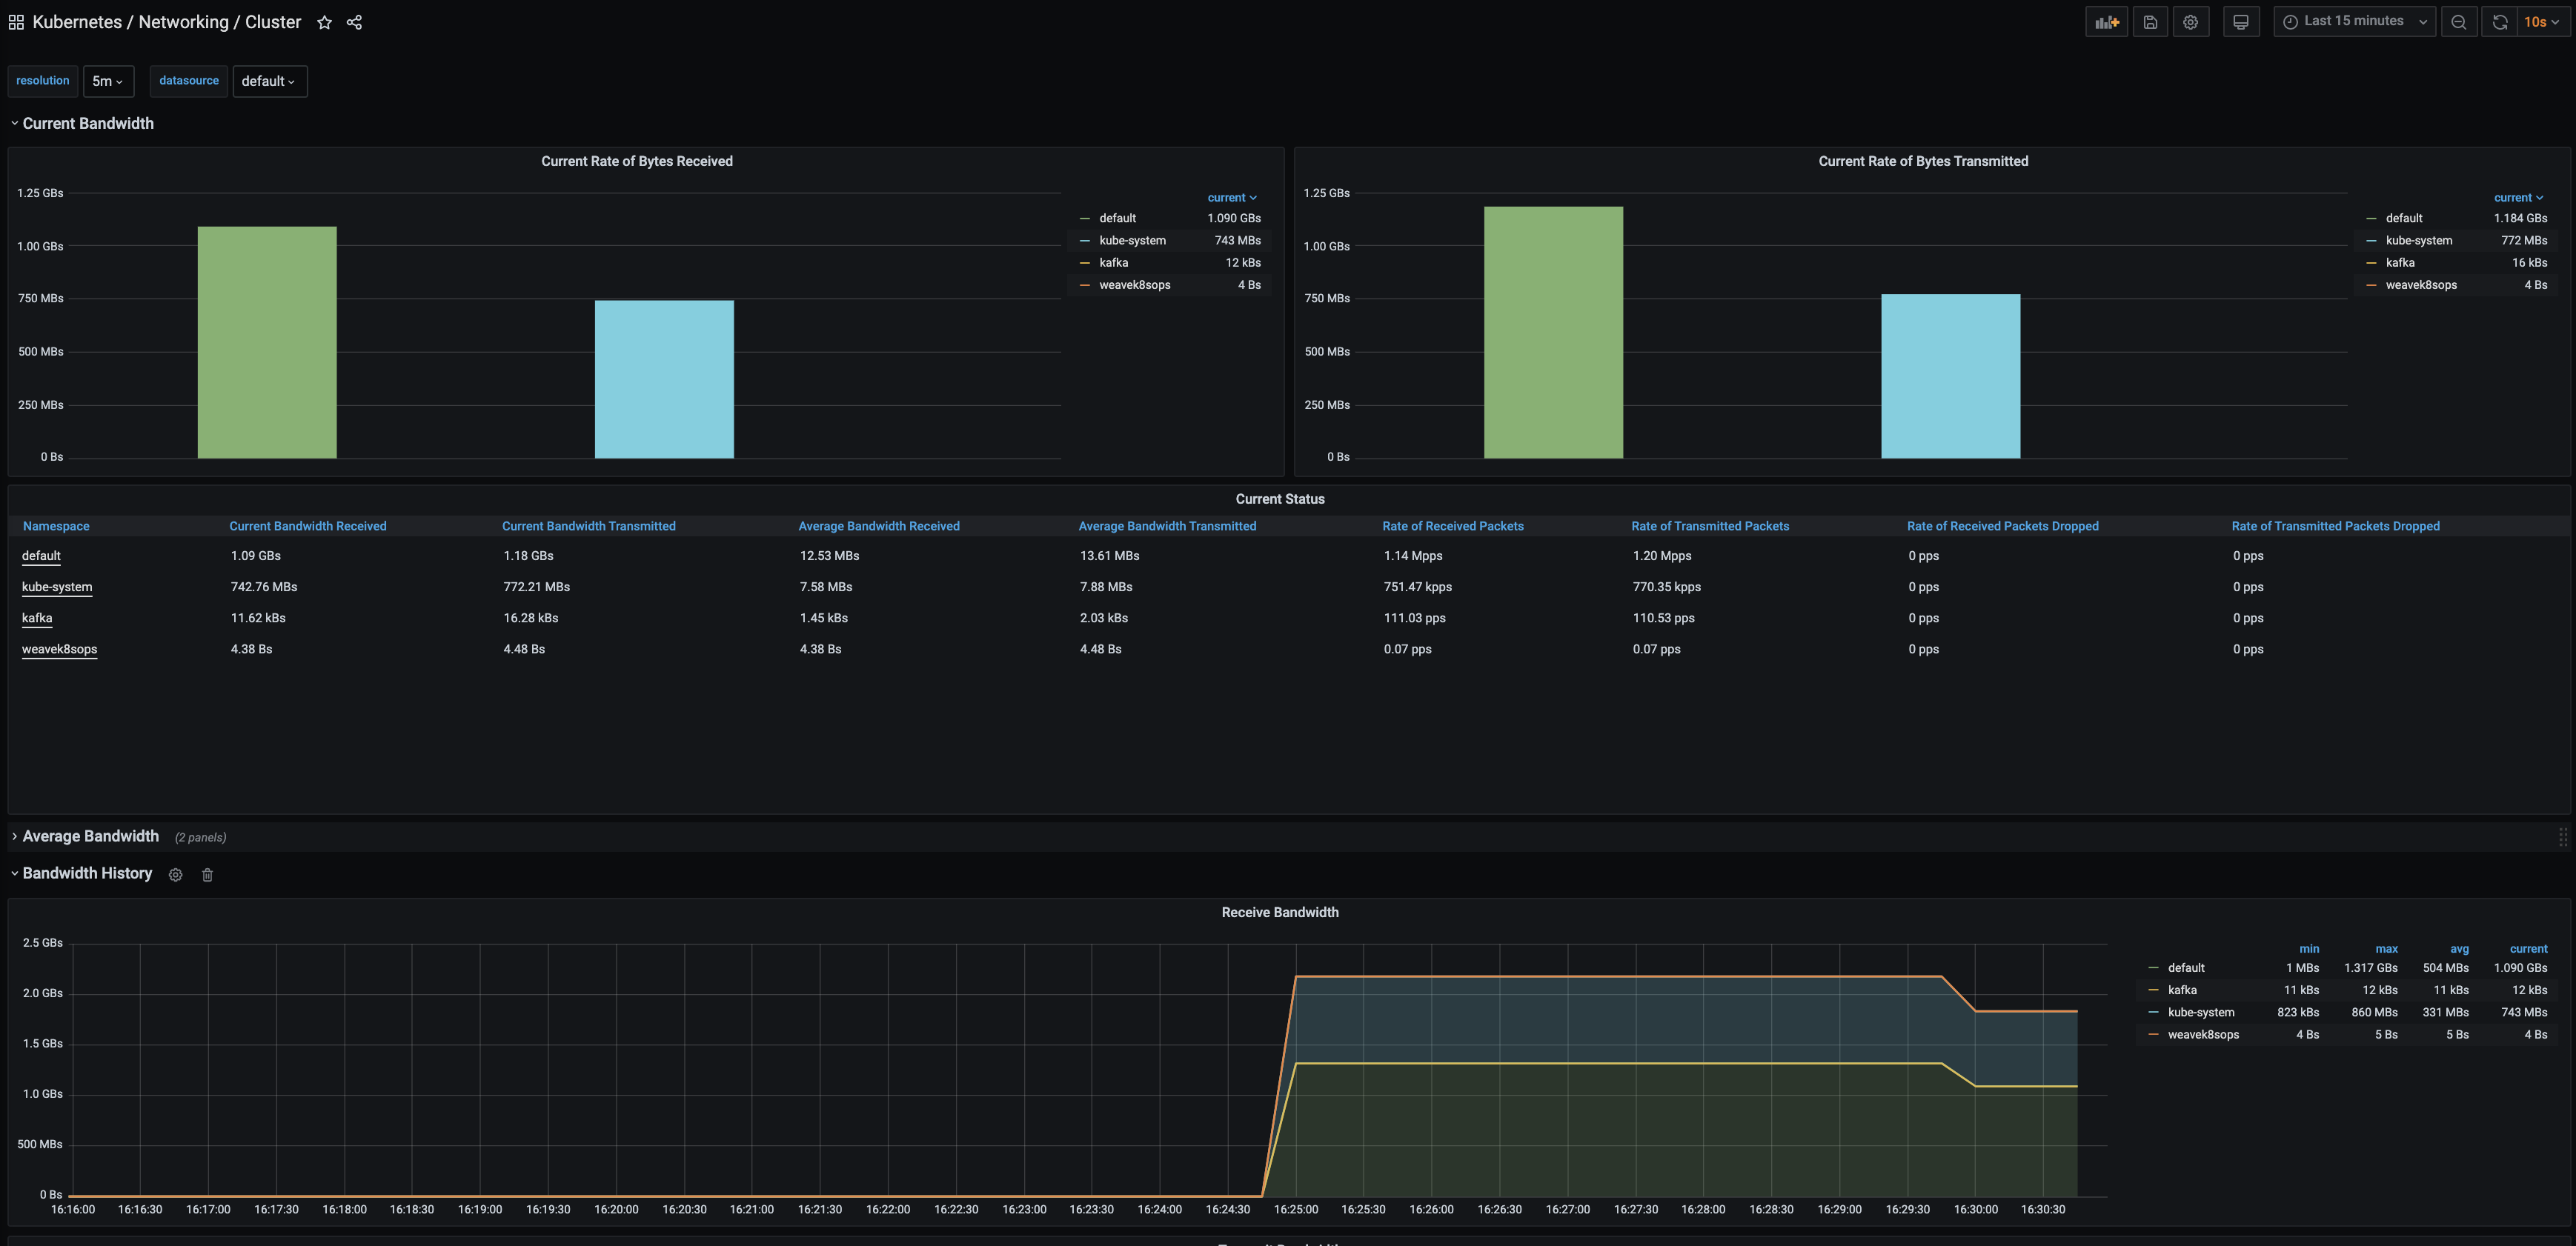 Kubernetes / Networking / Cluster
Last 15 minutes
10s
resolution 5m datasource default
Current Bandwidth
Current Rate of Bytes Received
1.25 GBs
1.00 GBs
750 MBs
500 MBs
250 MBs
0 Bs
current
default 1.090 GBs
kube-system 743 MBs
kafka 12 kBs
weavek8sops 4 Bs
Current Rate of Bytes Transmitted
1.25 GBs
1.00 GBs
750 MBs
500 MBs
250 MBs
0 Bs
current
default 1.184 GBs
kube-system 772 MBs
kafka 16 kBs
weavek8sops 4 Bs
Current Status
Namespace Current Bandwidth Received Current Bandwidth Transmitted Average Bandwidth Received Average Bandwidth Transmitted Rate of Received Packets Rate of Transmitted Packets Rate of Received Packets Dropped Rate of Transmitted Packets Dropped
default 1.09 GBs 1.18 GBs 12.53 MBs 13.61 MBs 1.14 Mpps 1.20 Mpps 0 pps 0 pps
kube-system 742.76 MBs 772.21 MBs 7.58 MBs 7.88 MBs 751.47 kpps 770.35 kpps 0 pps 0 pps
kafka 11.62 kBs 16.28 kBs 1.45 kBs 2.03 kBs 111.03 pps 110.53 pps 0 pps 0 pps
weavek8sops 4.38 Bs 4.48 Bs 4.38 Bs 4.48 Bs 0.07 pps 0.07 pps 0 pps 0 pps
Average Bandwidth (2 panels)
Bandwidth History
Receive Bandwidth
2.5 GBs
2.0 GBs
1.5 GBs
1.0 GBs
500 MBs
0 Bs
16:16:00 16:16:30 16:17:00 16:17:30 16:18:00 16:18:30 16:19:00 16:19:30 16:20:00 16:20:30 16:21:00 16:21:30 16:22:00 16:22:30 16:23:00 16:23:30 16:24:00 16:24:30 16:25:00 16:25:30 16:26:00 16:26:30 16:27:00 16:27:30 16:28:00 16:28:30 16:29:00 16:29:30 16:30:00 16:30:30
min max avg current
default 1 MBs 1.317 GBs 504 MBs 1.090 GBs
kafka 11 kBs 12 kBs 11 kBs 12 kBs
kube-system 823 kBs 860 MBs 331 MBs 743 MBs
weavek8sops 4 Bs 5 Bs 5 Bs 4 Bs